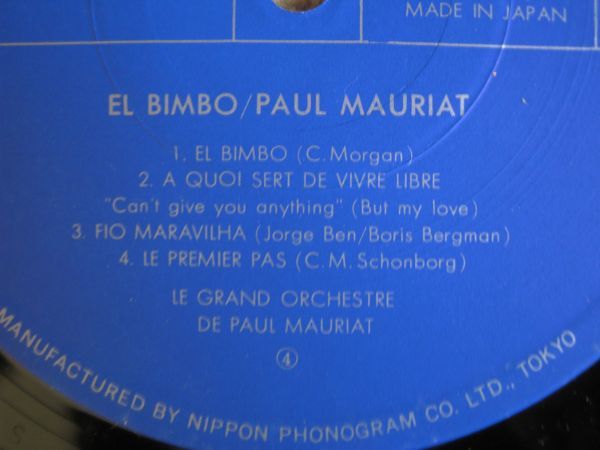 MADE IN JAPAN
EL BIMBO/PAUL MAURIAT
1. EL BIMBO (C. Morgan)
2. A QUOI SERT DE VIVRE LIBRE
"Can't give you anything" (But my love)
3. FIO MARAVILHA (Jorge Ben/Boris Bergman)
4. LE PREMIER PAS (C. M. Schonborg)
LE GRAND ORCHESTRE
DE PAUL MAURIAT
④
MANUFACTURED BY NIPPON PHONOGRAM CO. LTD., TOKYO
S